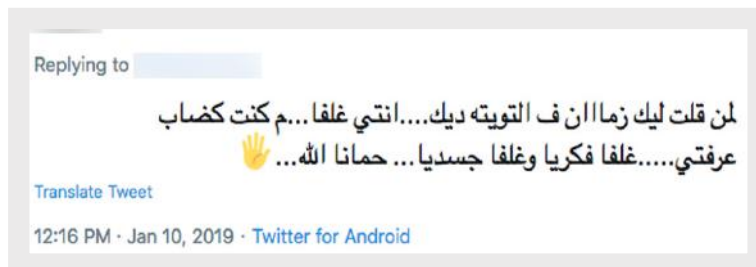 Replying to
لمن قلت ليك زمااان ف التويته ديك....انتي غلفا...م كنت كضاب
عرفتي.....غلفا فكريا وغلفا جسديا... حمانا الله... 🖐
Translate Tweet
12:16 PM · Jan 10, 2019 · Twitter for Android